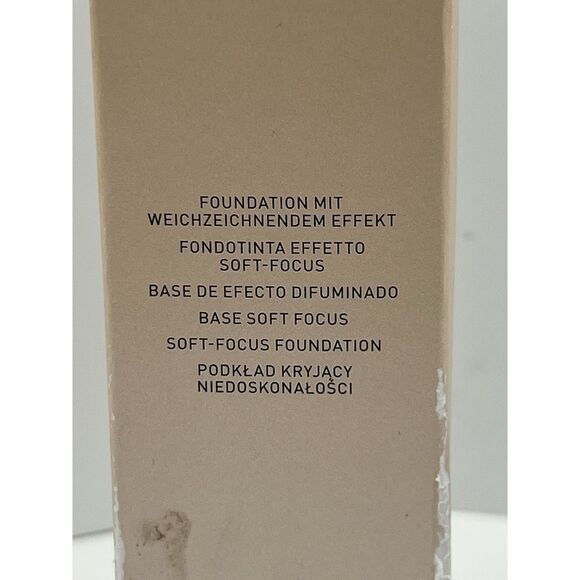 FOUNDATION MIT
WEICHZEICHNENDEM EFFEKT
FONDOTINTA EFFETTO
SOFT-FOCUS
BASE DE EFECTO DIFUMINADO
BASE SOFT FOCUS
SOFT-FOCUS FOUNDATION
PODKŁAD KRYJĄCY
NIEDOSKONAŁOŚCI